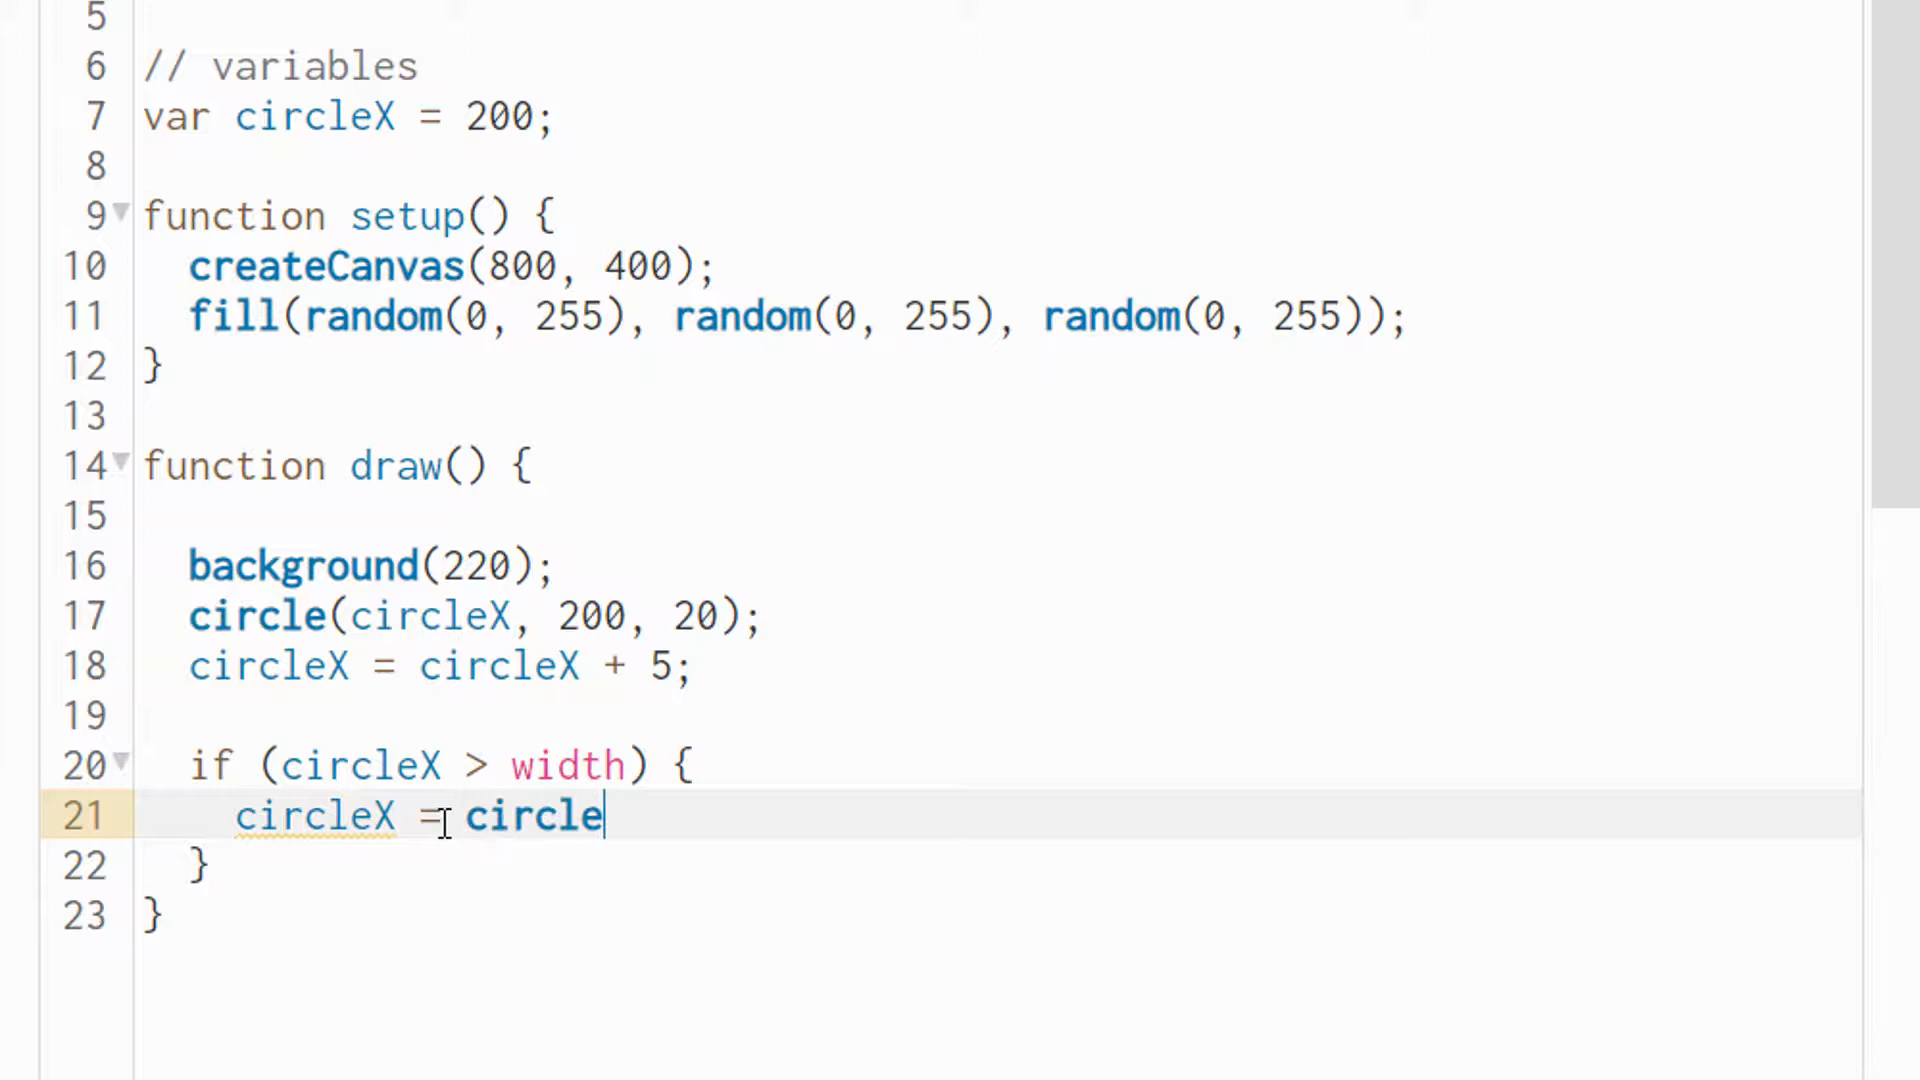 5
6 // variables
7 var circleX = 200;
8
9 function setup() {
10 createCanvas(800, 400);
11 fill(random(0, 255), random(0, 255), random(0, 255));
12 }
13
14 function draw() {
15
16 background(220);
17 circle(circleX, 200, 20);
18 circleX = circleX + 5;
19
20 if (circleX > width) {
21 circleX = circle
22 }
23 }